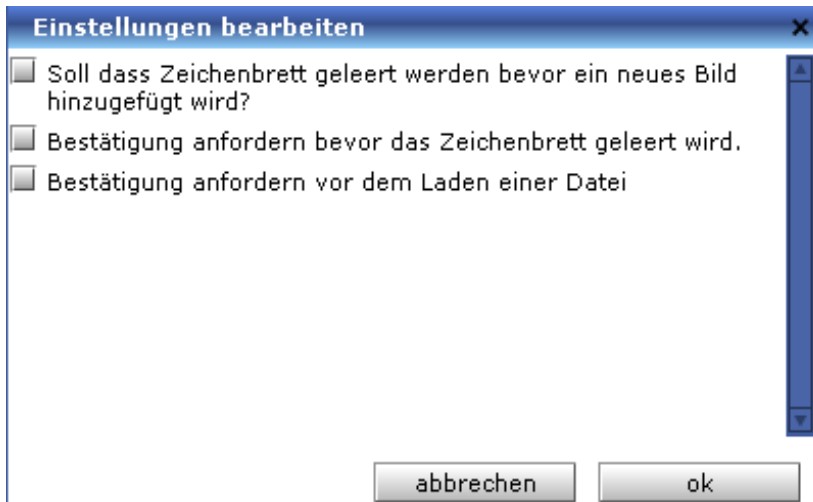 Einstellungen bearbeiten
Soll dass Zeichenbrett geleert werden bevor ein neues Bild
hinzugefügt wird?
Bestätigung anfordern bevor das Zeichenbrett geleert wird.
Bestätigung anfordern vor dem Laden einer Datei
abbrechen ok